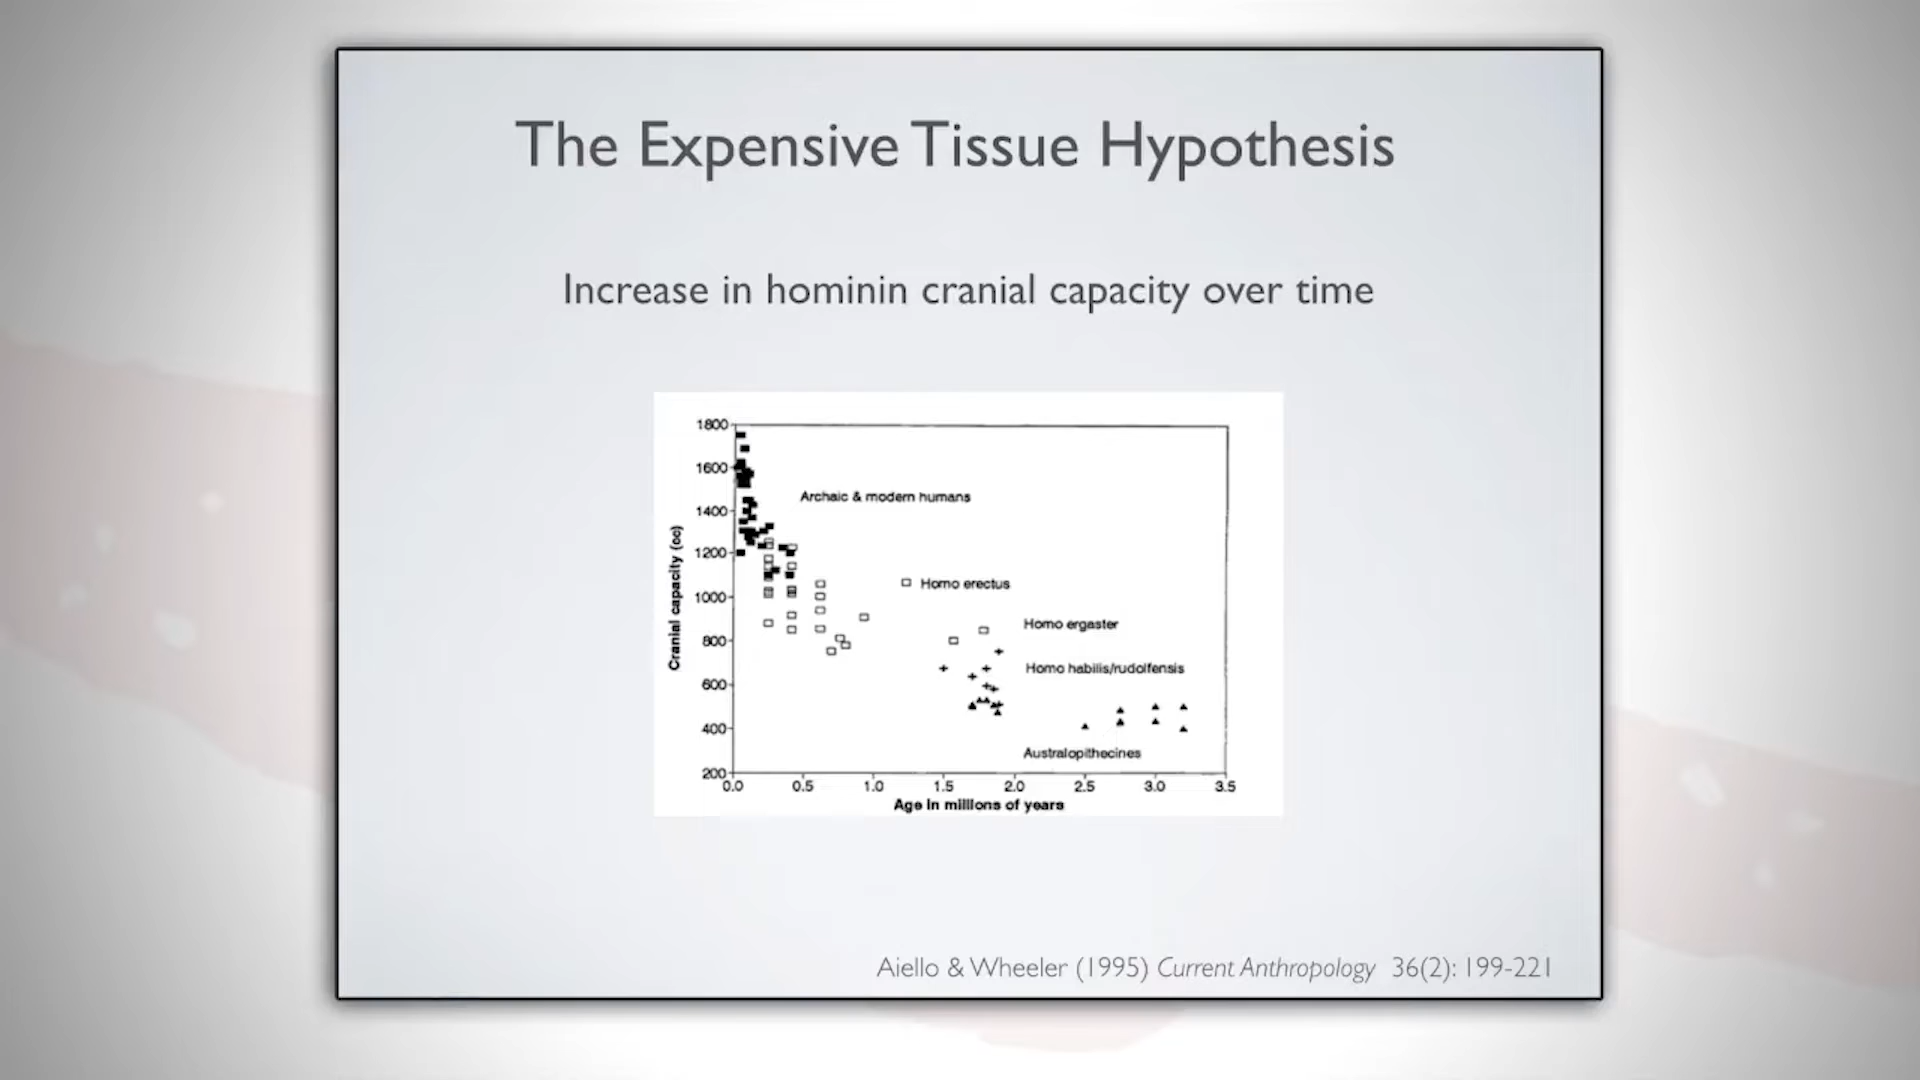 The Expensive Tissue Hypothesis
Increase in hominin cranial capacity over time
1800
1600
1400
1200
1000
800
600
400
200
Cranial capacity (cc)
Archaic & modern humans
Homo erectus
Homo ergaster
Homo habilis/rudolfensis
Australopithecines
0.0 0.5 1.0 1.5 2.0 2.5 3.0 3.5
Age in millions of years
Aiello & Wheeler (1995) Current Anthropology 36(2): 199-221